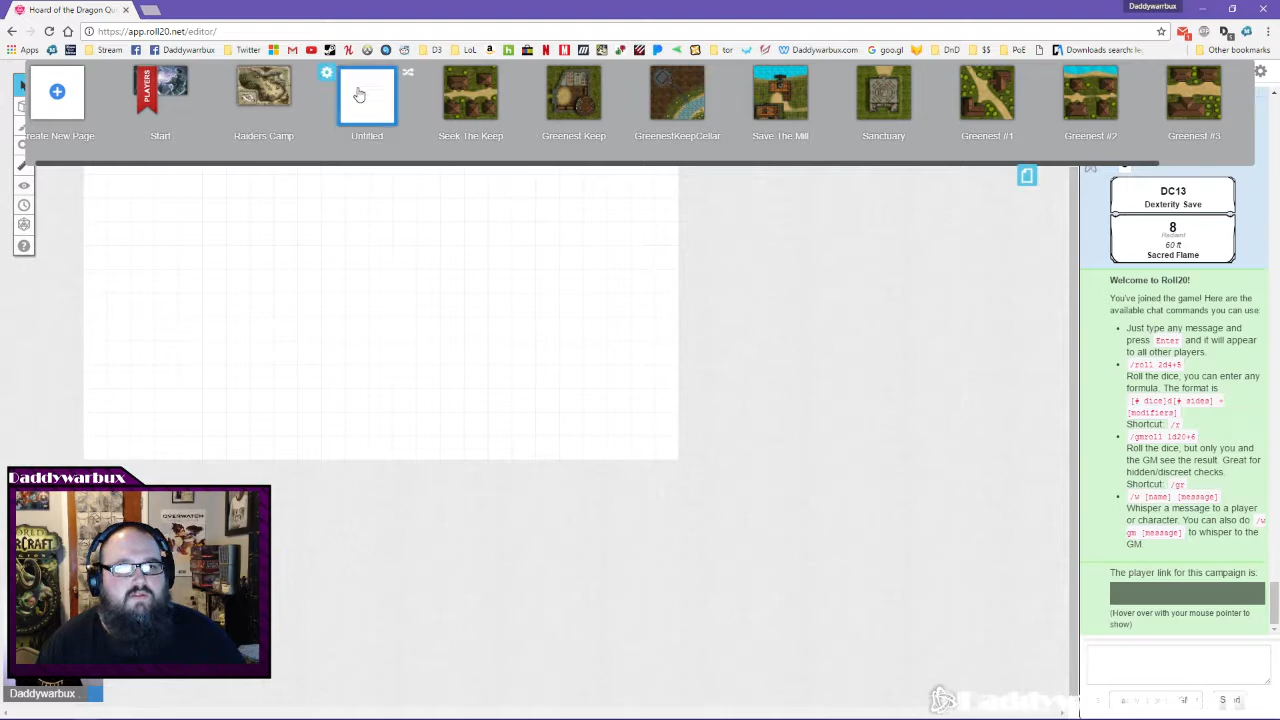 Daddywarbux
Hoard of the Dragon Qu
https://app.roll20.net/editor/
Apps Stream Facebook Daddywarbux Twitter D3 LoL tor Daddywarbux.com goo.gl DnD $$ PoE Downloads search: Other bookmarks
PLAYERS
reate New Page Start Raiders Camp Untitled Seek The Keep Greenest Keep GreenestKeepCellar Save The Mill Sanctuary Greenest #1 Greenest #2 Greenest #3
DC13
Dexterity Save
8
Radiant
60 ft
Sacred Flame
Welcome to Roll20!
You've joined the game! Here are the
available chat commands you can use:
Just type any message and
press Enter and it will appear
to all other players.
/roll 2d4+5
Roll the dice, you can enter any
formula. The format is
[# dice]d[# sides] +
[modifiers]
Shortcut: /r
/gmroll 1d20+6
Roll the dice, but only you and
the GM see the result. Great for
hidden/discreet checks.
Shortcut: /gr
/w [name] [message]
Whisper a message to a player
or character. You can also do /w
gm [message] to whisper to the
GM.
The player link for this campaign is:
(Hover over with your mouse pointer to
show)
Daddywarbux
OVERWATCH
Daddywarbux